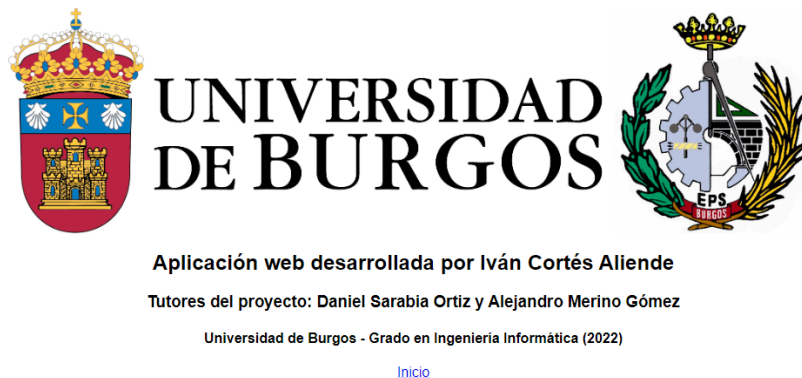 UNIVERSIDAD
DE BURGOS
EPS
BURGOS
Aplicación web desarrollada por Iván Cortés Aliende
Tutores del proyecto: Daniel Sarabia Ortiz y Alejandro Merino Gómez
Universidad de Burgos - Grado en Ingeniería Informática (2022)
Inicio